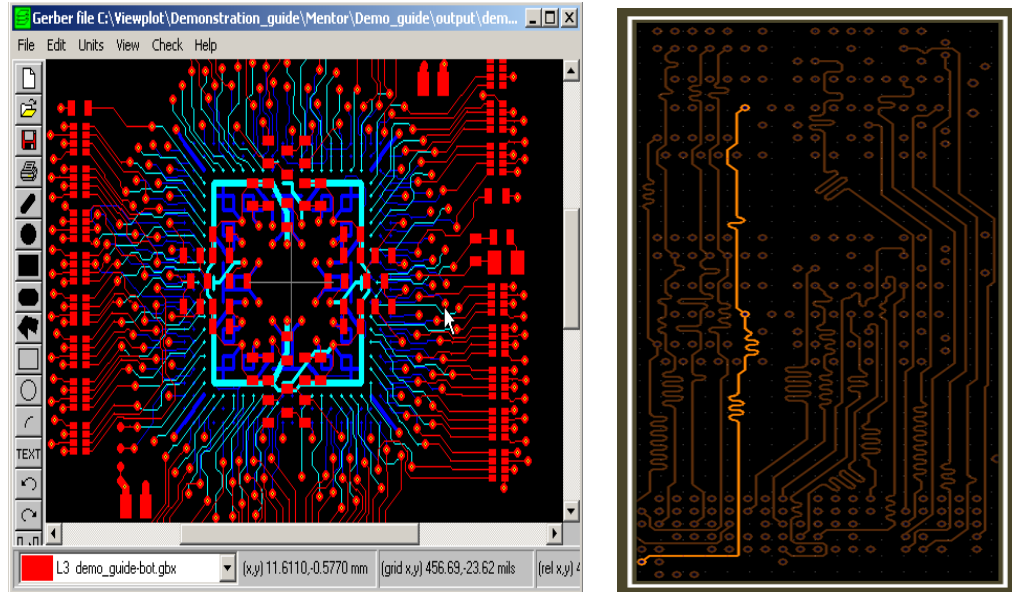 Gerber file C:\Viewplot\Demonstration_guide\Mentor\Demo_guide\output\dem...
File Edit Units View Check Help
TEXT
L3 demo_guide-bot.gbx (x,y) 11.6110,-0.5770 mm (grid x,y) 456.69,-23.62 mils (rel x,y) 4